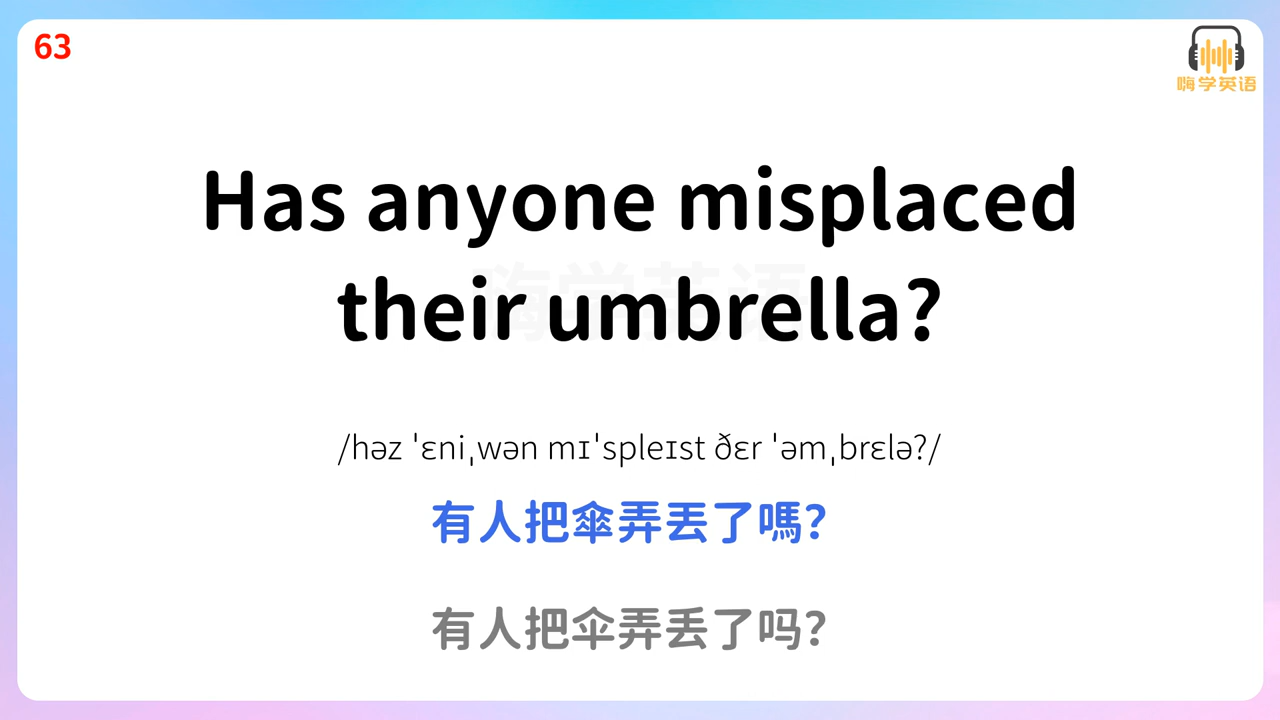 63
嗨学英语
Has anyone misplaced
their umbrella?
/həz ˈɛniˌwən mɪˈspleɪst ðɛr ˈəmˌbrɛlə?/
有人把傘弄丟了嗎?
有人把伞弄丢了吗?